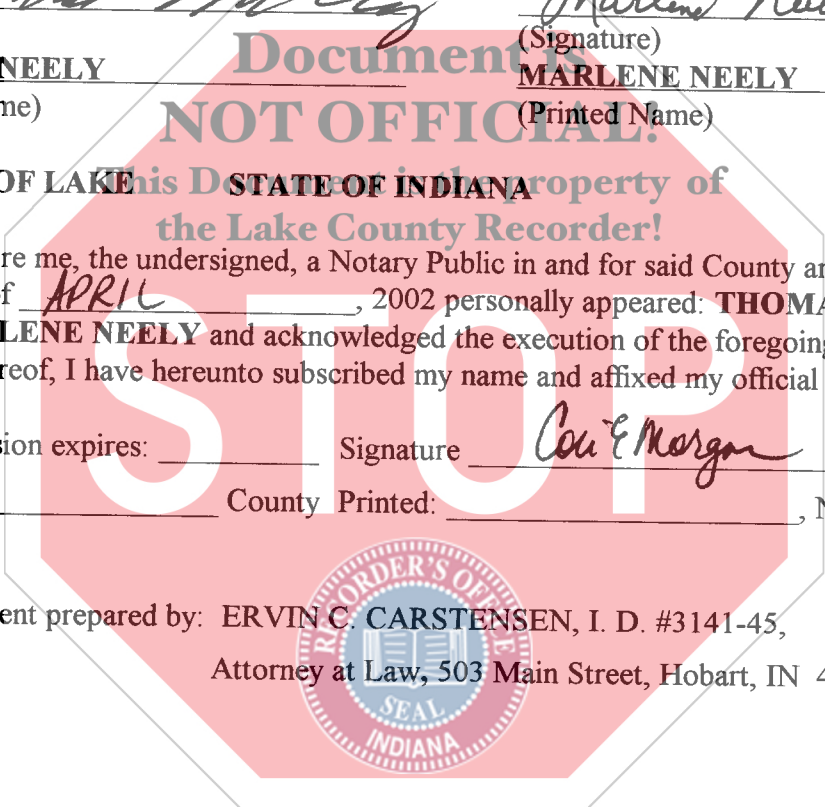 (Signature)
Document is
NEELY MARLENE NEELY
me) (Printed Name)
NOT OFFICIAL!
OF LAKE STATE OF INDIANA
This Document is the property of
the Lake County Recorder!
re me, the undersigned, a Notary Public in and for said County a
f APRIL, 2002 personally appeared: THOMA
LENE NEELY and acknowledged the execution of the foregoing
reof, I have hereunto subscribed my name and affixed my official
STOP
sion expires: Signature Cori E Morgan
County Printed: , N
RECORDER'S OFFICE
ent prepared by: ERVIN C. CARSTENSEN, I. D. #3141-45,
Attorney at Law, 503 Main Street, Hobart, IN 4
SEAL
INDIANA